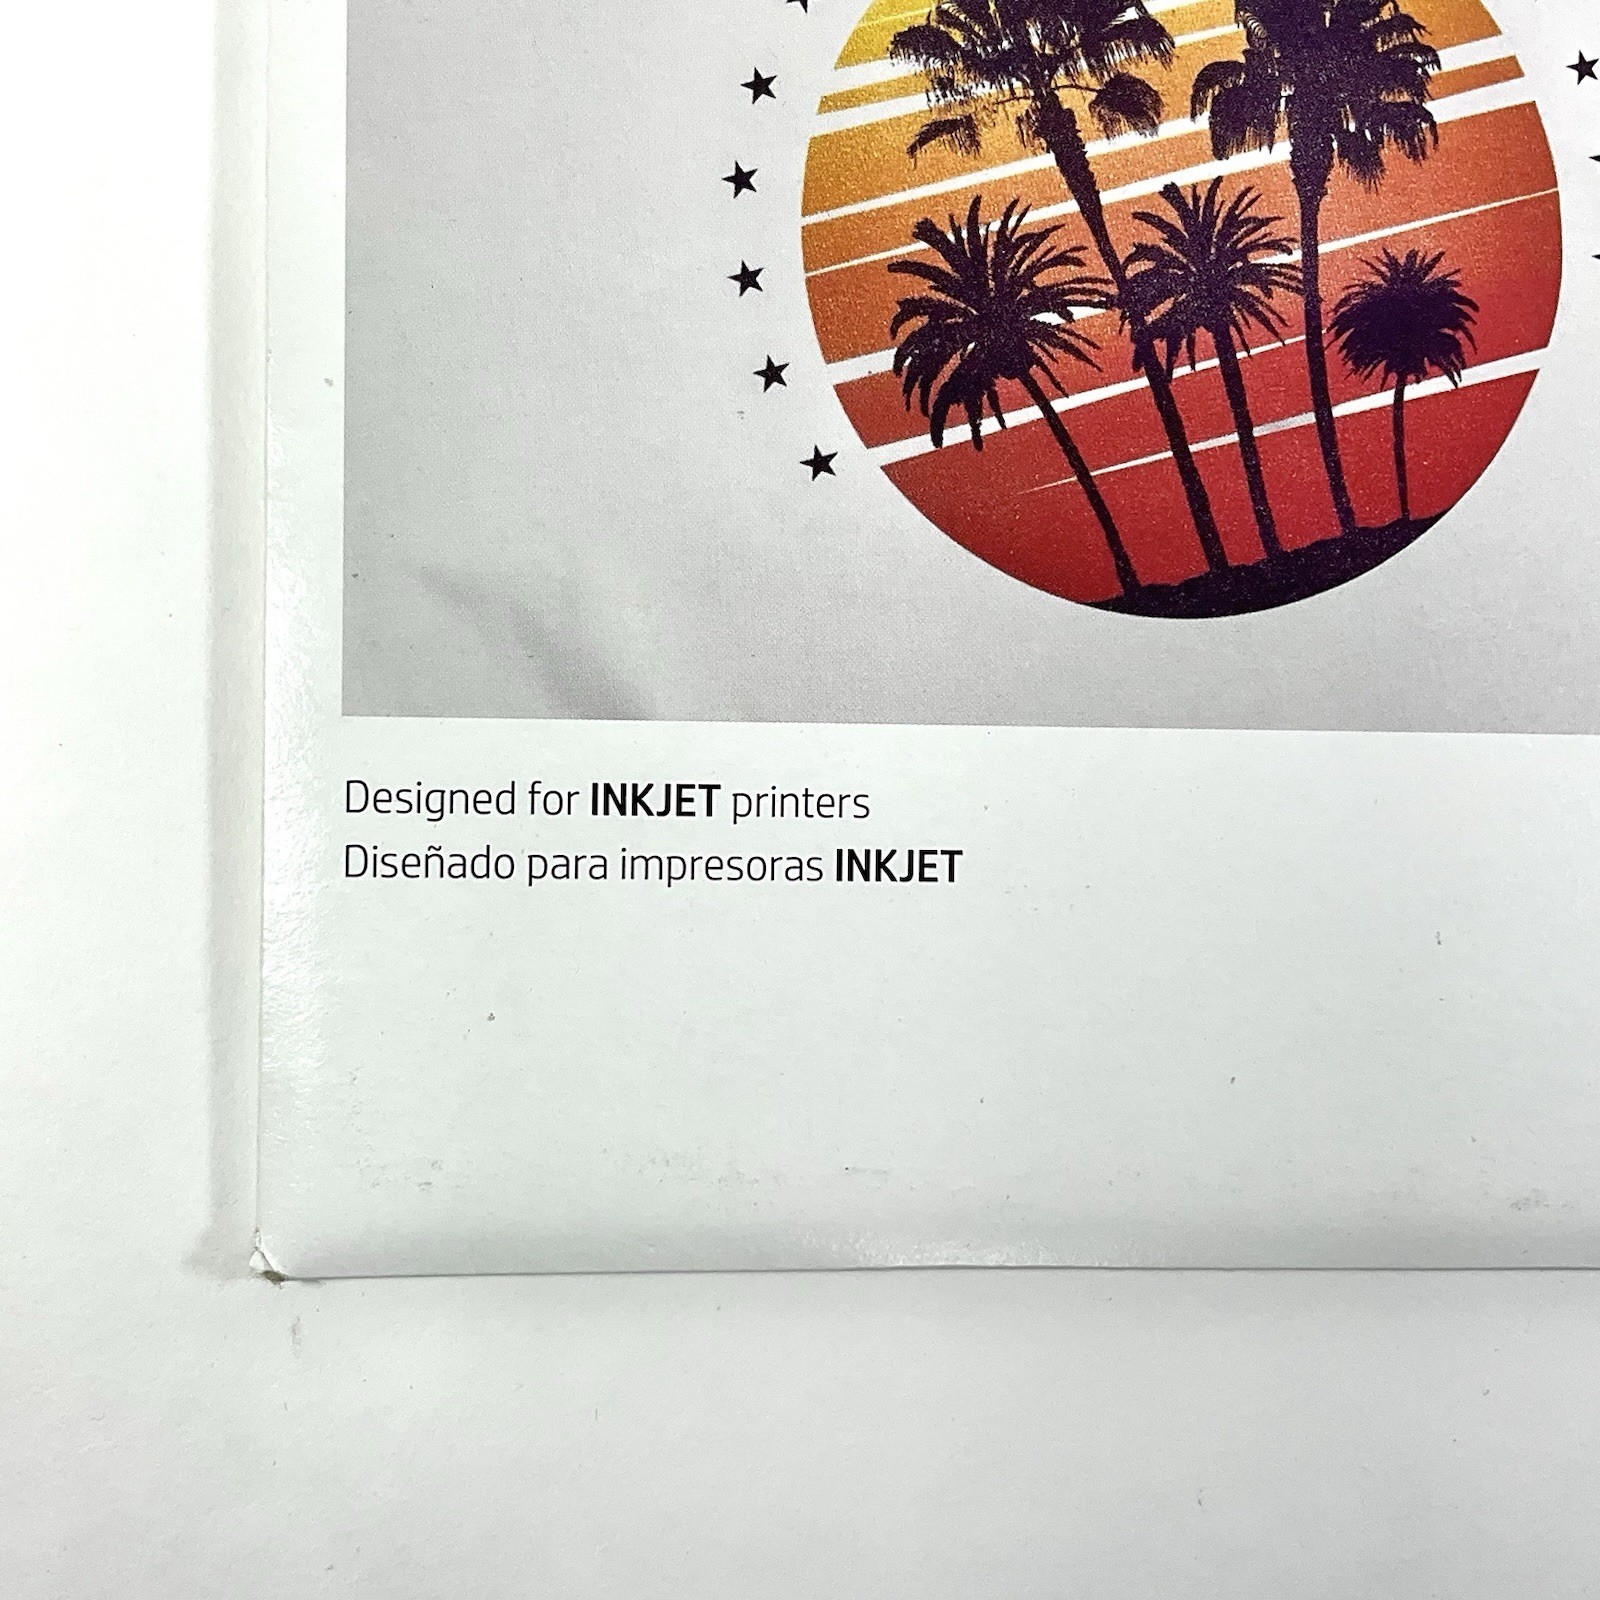 Designed for INKJET printers
Diseñado para impresoras INKJET